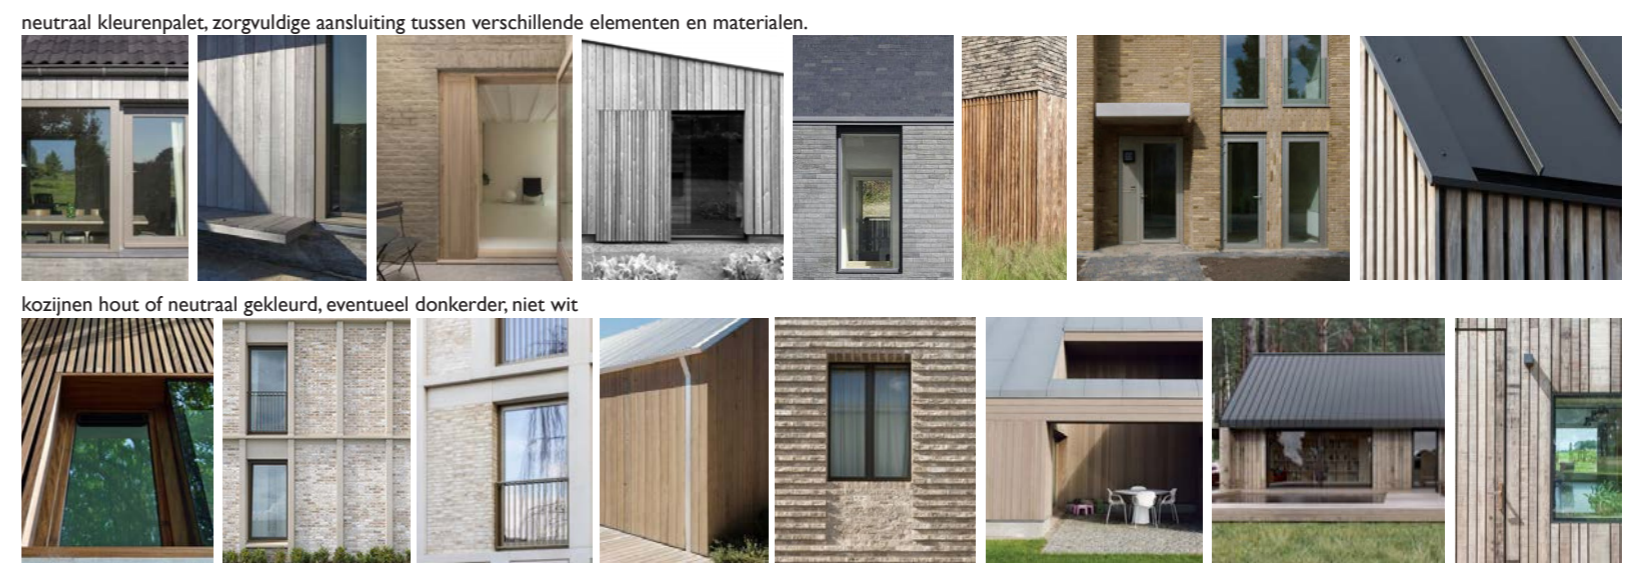 neutraal kleurenpalet, zorgvuldige aansluiting tussen verschillende elementen en materialen.
kozijnen hout of neutraal gekleurd, eventueel donkerder, niet wit